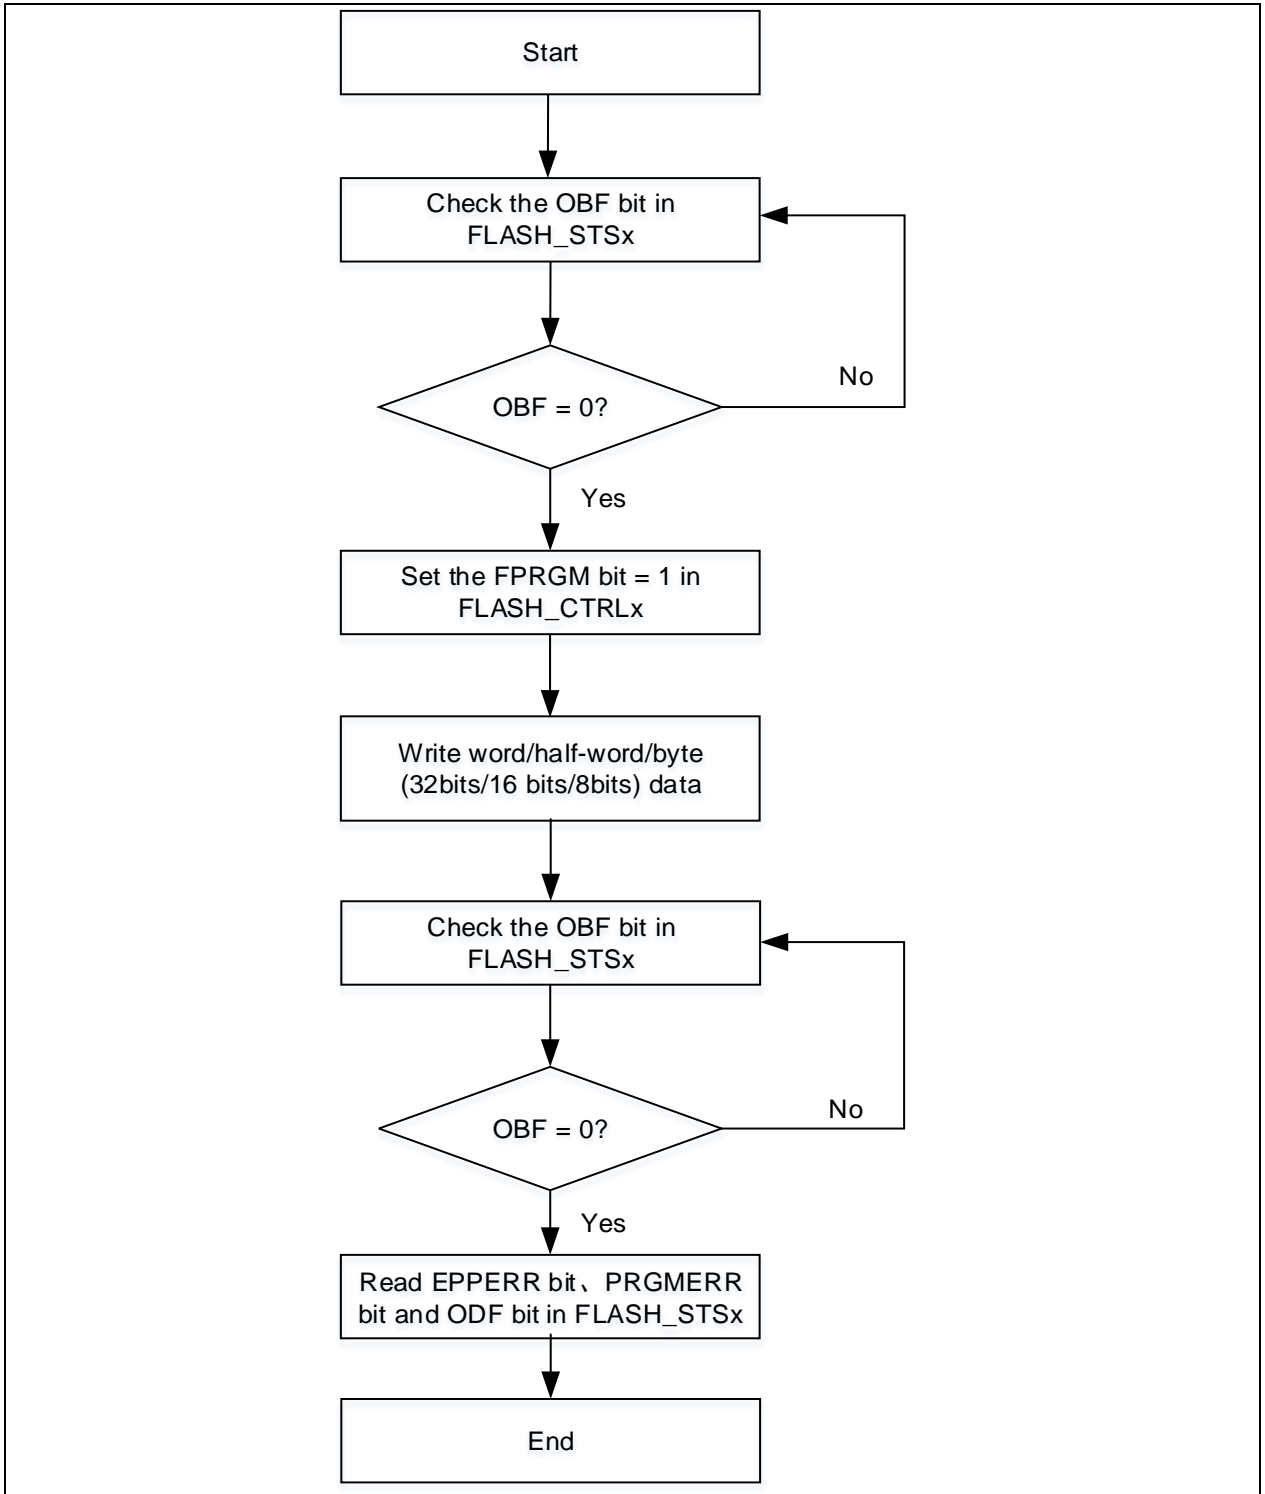 Start
Check the OBF bit in
FLASH_STSx
No
OBF = 0?
Yes
Set the FPRGM bit = 1 in
FLASH_CTRLx
Write word/half-word/byte
(32bits/16 bits/8bits) data
Check the OBF bit in
FLASH_STSx
No
OBF = 0?
Yes
Read EPPERR bit、PRGMERR
bit and ODF bit in FLASH_STSx
End